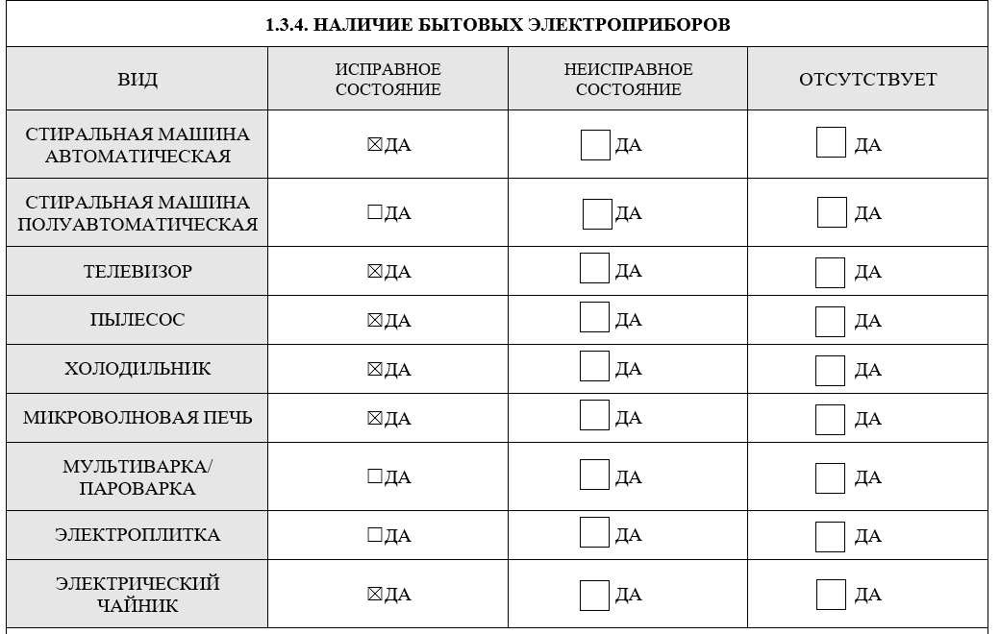 1.3.4. НАЛИЧИЕ БЫТОВЫХ ЭЛЕКТРОПРИБОРОВ
ВИД ИСПРАВНОЕ СОСТОЯНИЕ НЕИСПРАВНОЕ СОСТОЯНИЕ ОТСУТСТВУЕТ
СТИРАЛЬНАЯ МАШИНА
АВТОМАТИЧЕСКАЯ
☒ДА ☐ДА ☐ДА
СТИРАЛЬНАЯ МАШИНА
ПОЛУАВТОМАТИЧЕСКАЯ
☐ДА ☐ДА ☐ДА
ТЕЛЕВИЗОР ☒ДА ☐ДА ☐ДА
ПЫЛЕСОС ☒ДА ☐ДА ☐ДА
ХОЛОДИЛЬНИК ☒ДА ☐ДА ☐ДА
МИКРОВОЛНОВАЯ ПЕЧЬ ☒ДА ☐ДА ☐ДА
МУЛЬТИВАРКА/
ПАРОВАРКА
☐ДА ☐ДА ☐ДА
ЭЛЕКТРОПЛИТКА ☐ДА ☐ДА ☐ДА
ЭЛЕКТРИЧЕСКИЙ
ЧАЙНИК
☒ДА ☐ДА ☐ДА